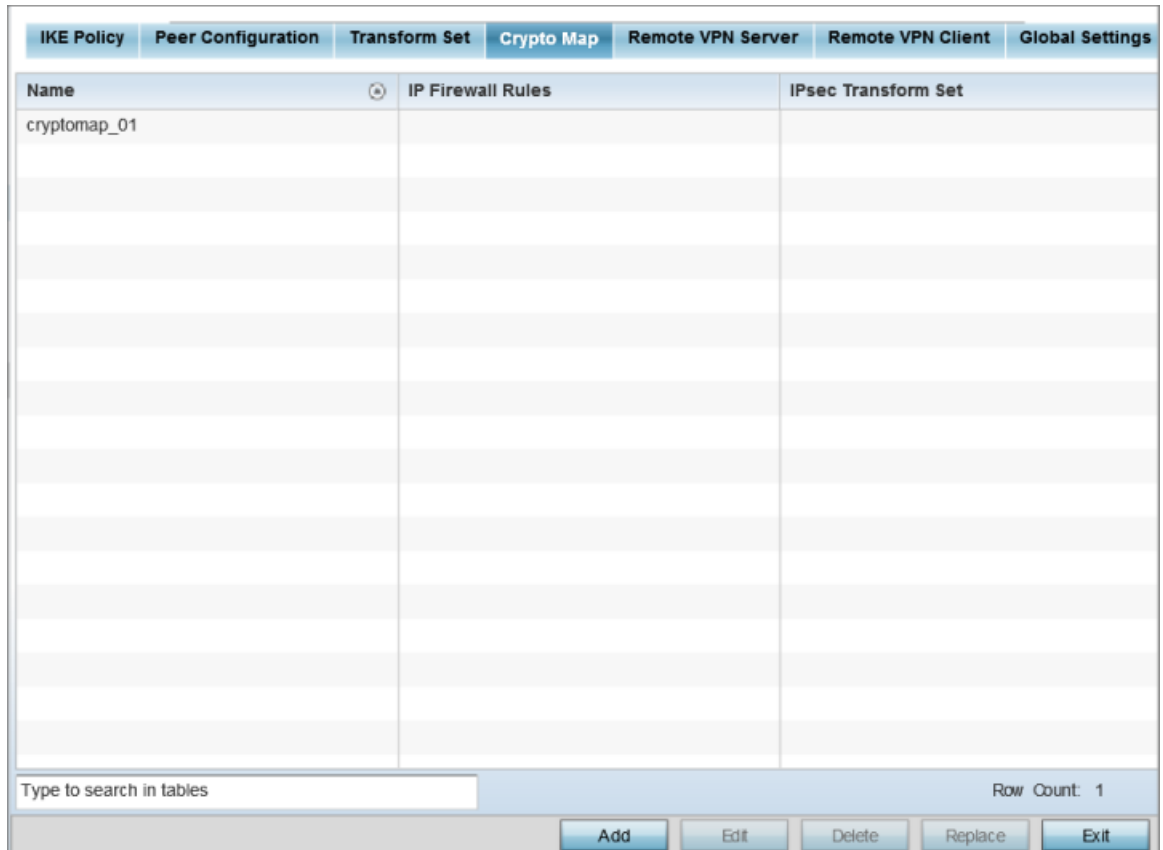 IKE Policy Peer Configuration Transform Set Crypto Map Remote VPN Server Remote VPN Client Global Settings
Name IP Firewall Rules IPsec Transform Set
cryptomap_01
Type to search in tables Row Count: 1
Add Edit Delete Replace Exit